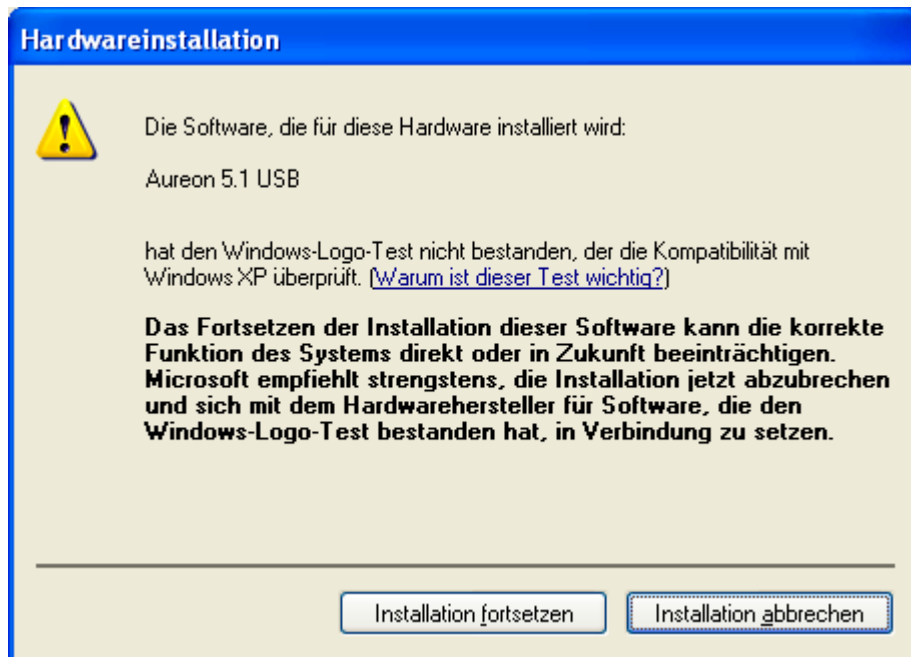 Hardwareinstallation
Die Software, die für diese Hardware installiert wird:
Aureon 5.1 USB
hat den Windows-Logo-Test nicht bestanden, der die Kompatibilität mit
Windows XP überprüft. (Warum ist dieser Test wichtig?)
Das Fortsetzen der Installation dieser Software kann die korrekte
Funktion des Systems direkt oder in Zukunft beeinträchtigen.
Microsoft empfiehlt strengstens, die Installation jetzt abzubrechen
und sich mit dem Hardwarehersteller für Software, die den
Windows-Logo-Test bestanden hat, in Verbindung zu setzen.
Installation fortsetzen
Installation abbrechen